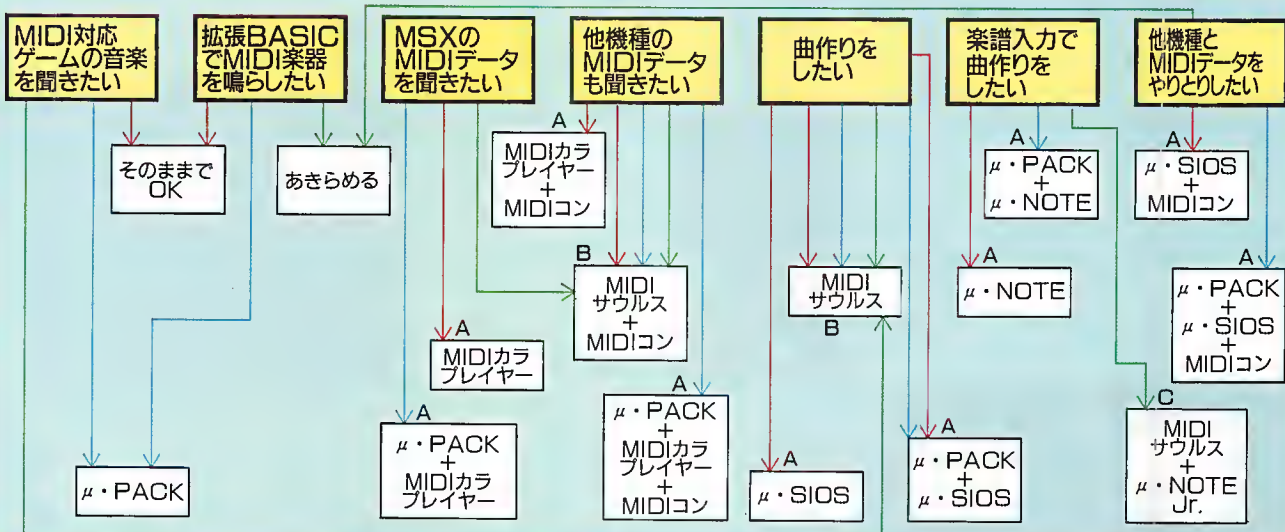 MIDI対応
ゲームの音楽
を聞きたい
拡張BASIC
でMIDI楽器
を鳴らしたい
MSXの
MIDIデータ
を聞きたい
他機種の
MIDIデータ
も聞きたい
曲作りを
したい
楽譜入力で
曲作りを
したい
他機種と
MIDIデータを
やりとりしたい
そのままで
OK
あきらめる
A
MIDIカラ
プレイヤー
+
MIDIコン
A
μ・PACK
+
μ・NOTE
A
μ・SIOS
+
MIDIコン
B
MIDI
サウルス
+
MIDIコン
MIDI
サウルス
B
A
μ・NOTE
A
μ・PACK
+
μ・SIOS
+
MIDIコン
A
MIDIカラ
プレイヤー
μ・PACK
A
μ・PACK
+
MIDIカラ
プレイヤー
A
μ・PACK
+
MIDIカラ
プレイヤー
+
MIDIコン
A
μ・SIOS
A
μ・PACK
+
μ・SIOS
C
MIDI
サウルス
+
μ・NOTE
Jr.